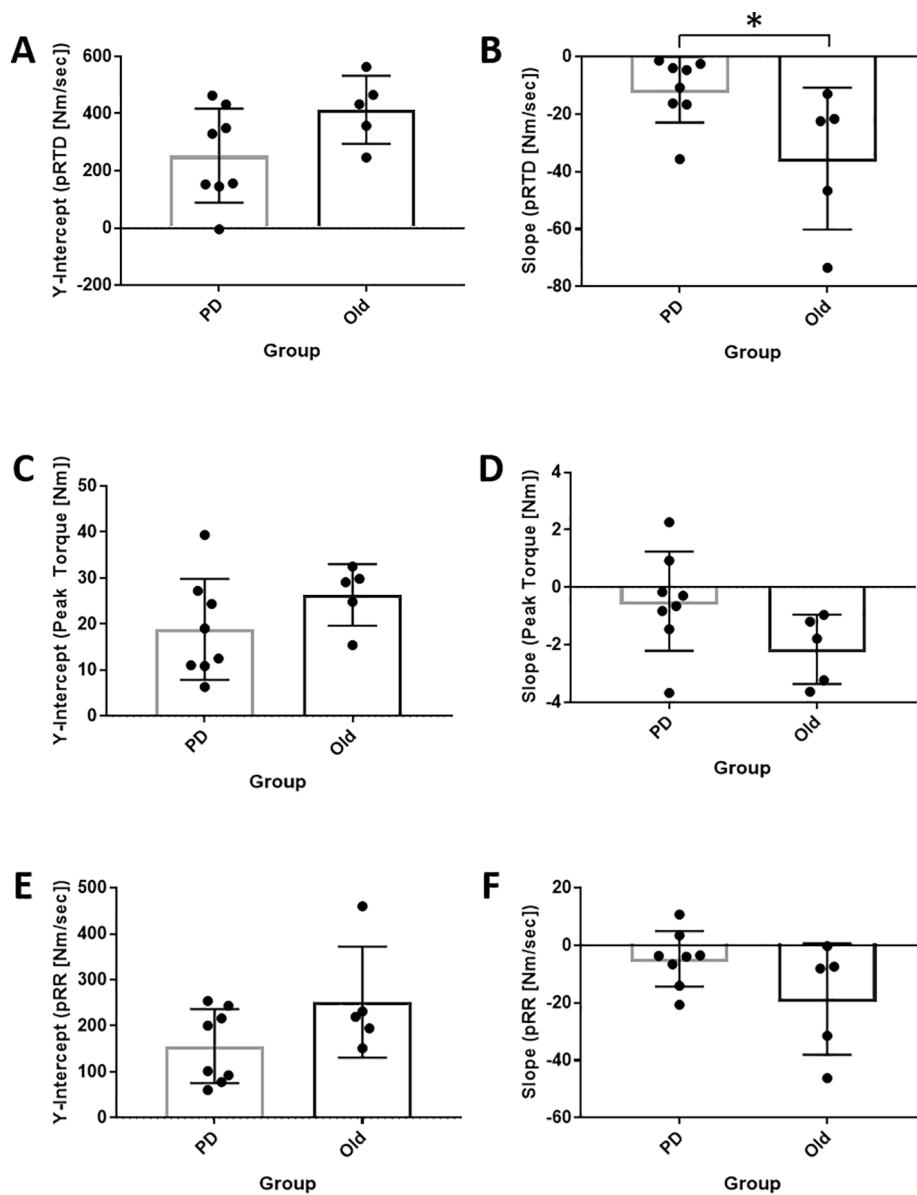 A
Y-Intercept (pRTD [Nm/sec])
600
400
200
0
-200
PD
Old
Group
B
*
Slope (pRTD [Nm/sec])
0
-20
-40
-60
-80
PD
Old
Group
C
Y-Intercept (Peak Torque [Nm])
50
40
30
20
10
0
PD
Old
Group
D
Slope (Peak Torque [Nm])
4
2
0
-2
-4
PD
Old
Group
E
Y-Intercept (pRR [Nm/sec])
500
400
300
200
100
0
PD
Old
Group
F
Slope (pRR [Nm/sec])
20
0
-20
-40
-60
PD
Old
Group